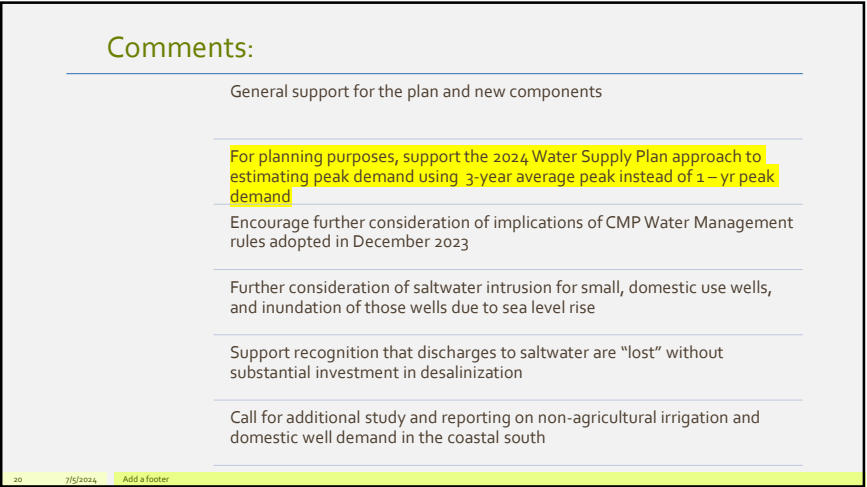 Comments:
General support for the plan and new components
For planning purposes, support the 2024 Water Supply Plan approach to
estimating peak demand using 3-year average peak instead of 1 – yr peak
demand
Encourage further consideration of implications of CMP Water Management
rules adopted in December 2023
Further consideration of saltwater intrusion for small, domestic use wells,
and inundation of those wells due to sea level rise
Support recognition that discharges to saltwater are “lost” without
substantial investment in desalinization
Call for additional study and reporting on non-agricultural irrigation and
domestic well demand in the coastal south
20 7/5/2024 Add a footer